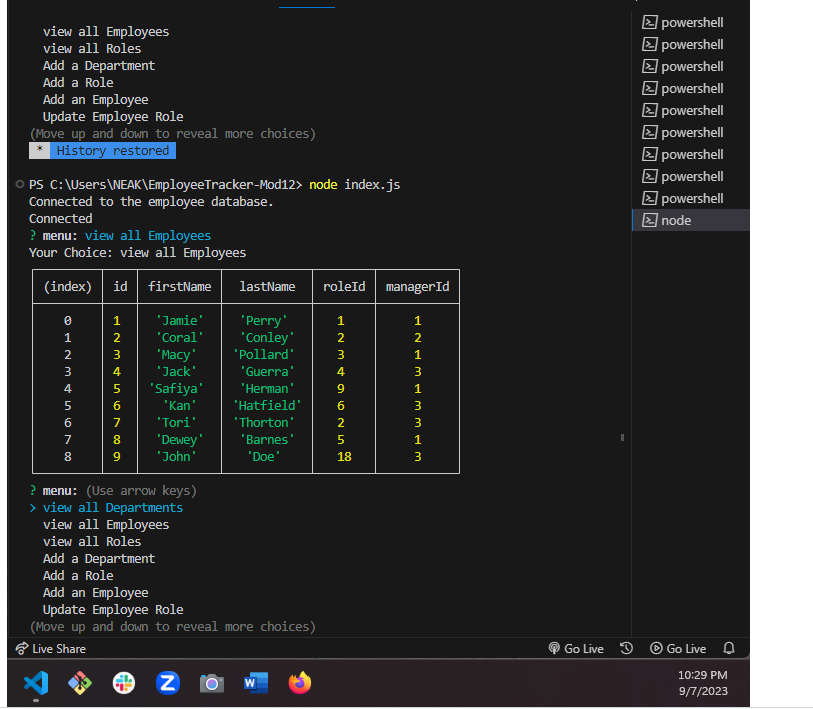 view all Employees
view all Roles
Add a Department
Add a Role
Add an Employee
Update Employee Role
(Move up and down to reveal more choices)
* History restored
PS C:\Users\NEAK\EmployeeTracker-Mod12> node index.js
Connected to the employee database.
Connected
? menu: view all Employees
Your Choice: view all Employees
(index) id firstName lastName roleId managerId
0 1 'Jamie' 'Perry' 1 1
1 2 'Coral' 'Conley' 2 2
2 3 'Macy' 'Pollard' 3 1
3 4 'Jack' 'Guerra' 4 3
4 5 'Safiya' 'Herman' 9 1
5 6 'Kan' 'Hatfield' 6 3
6 7 'Tori' 'Thorton' 2 3
7 8 'Dewey' 'Barnes' 5 1
8 9 'John' 'Doe' 18 3
? menu: (Use arrow keys)
> view all Departments
view all Employees
view all Roles
Add a Department
Add a Role
Add an Employee
Update Employee Role
(Move up and down to reveal more choices)
powershell
powershell
powershell
powershell
powershell
powershell
powershell
powershell
powershell
node
Live Share
Go Live
Go Live
10:29 PM
9/7/2023